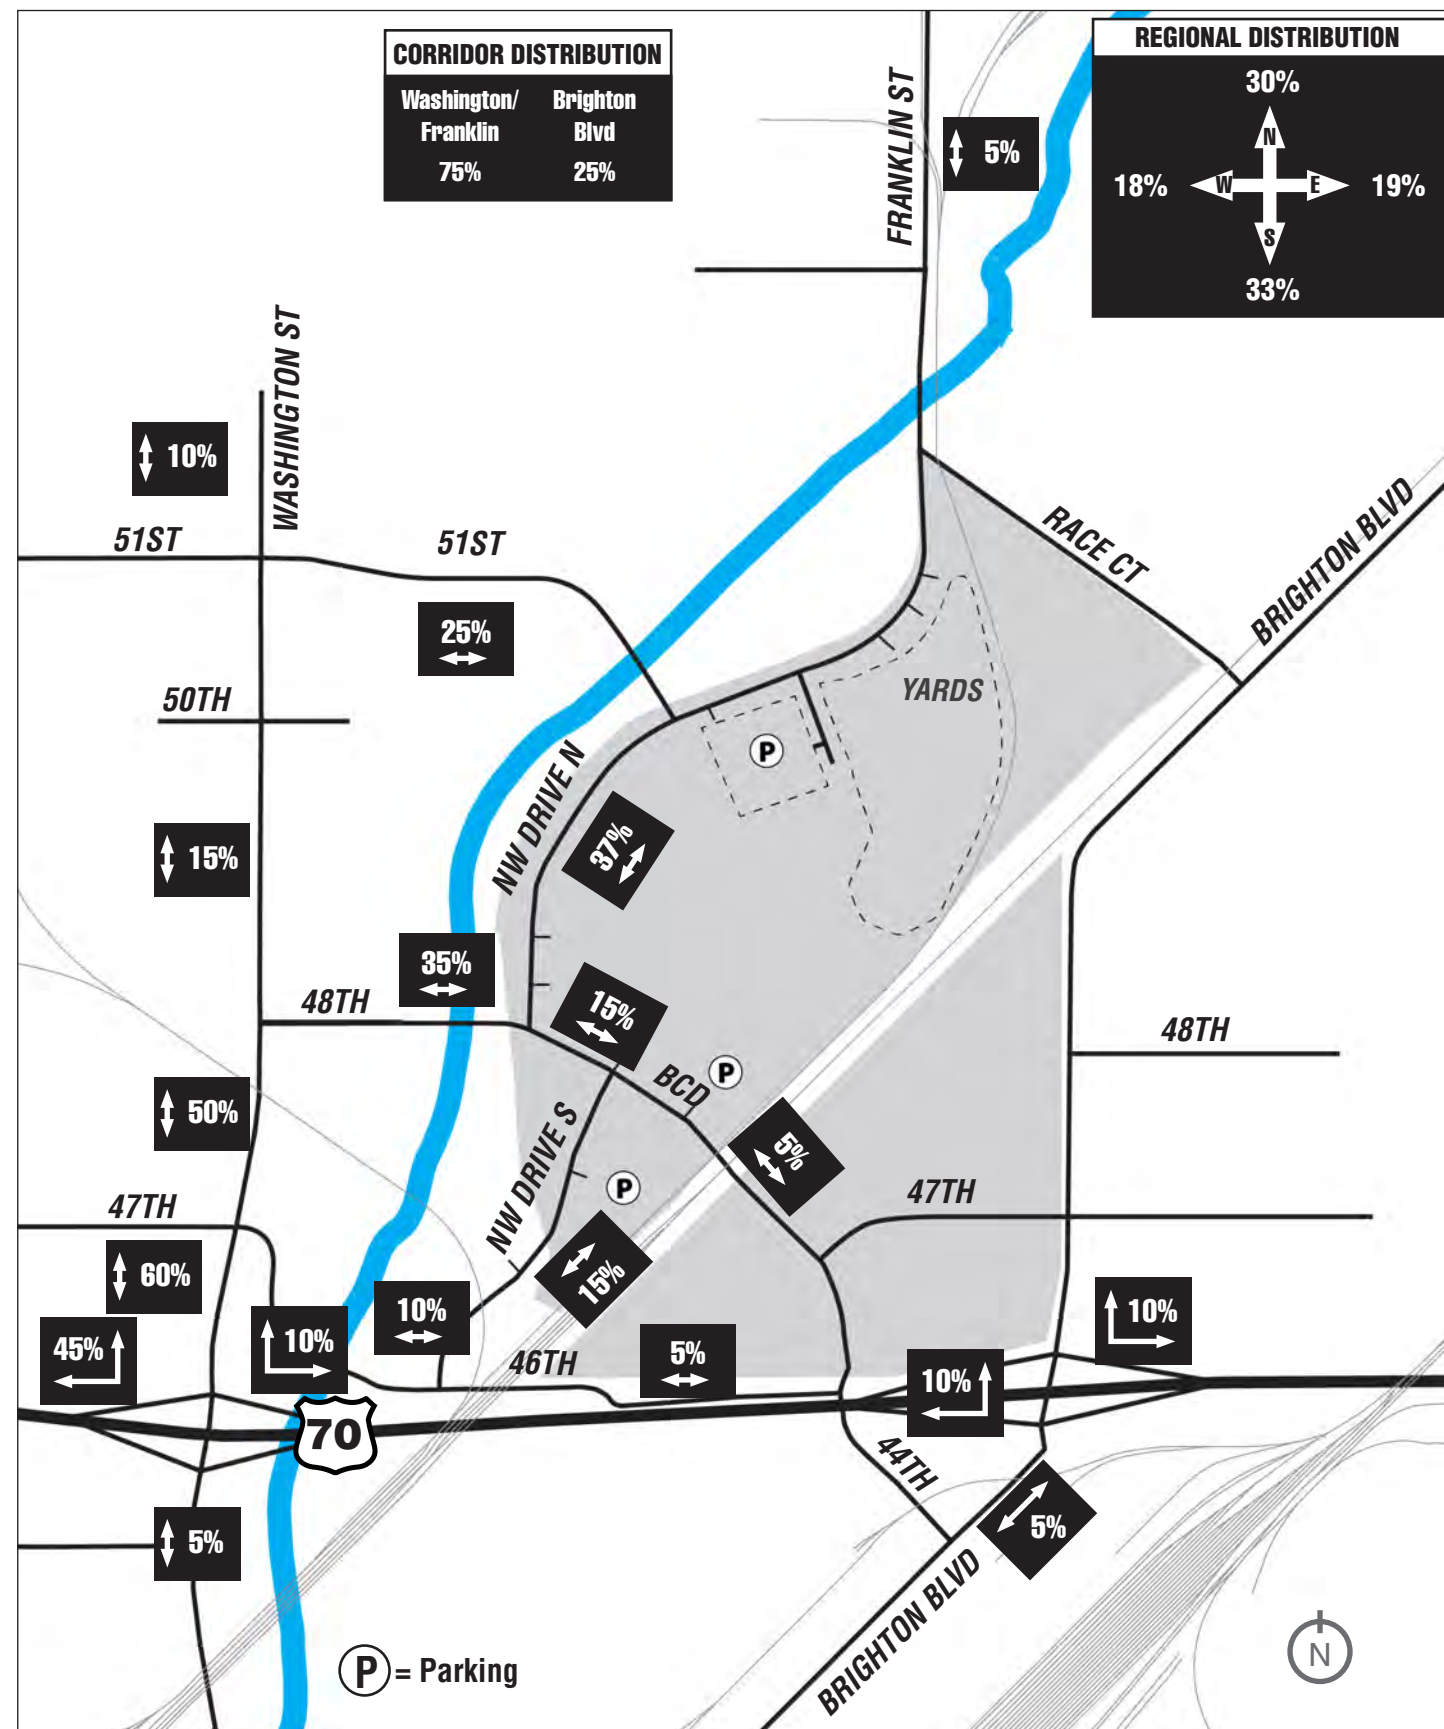 CORRIDOR DISTRIBUTION
Washington/
Franklin
75%
Brighton
Blvd
25%
REGIONAL DISTRIBUTION
30%
N
18%
W
E
19%
S
33%
FRANKLIN ST
5%
WASHINGTON ST
10%
51ST
51ST
25%
RACE CT
BRIGHTON BLVD
50TH
YARDS
P
NW DRIVE N
37%
15%
35%
48TH
15%
48TH
BCD
P
50%
5%
NW DRIVE S
P
47TH
47TH
60%
15%
10%
10%
10%
45%
46TH
5%
10%
70
44TH
5%
5%
BRIGHTON BLVD
P = Parking
N